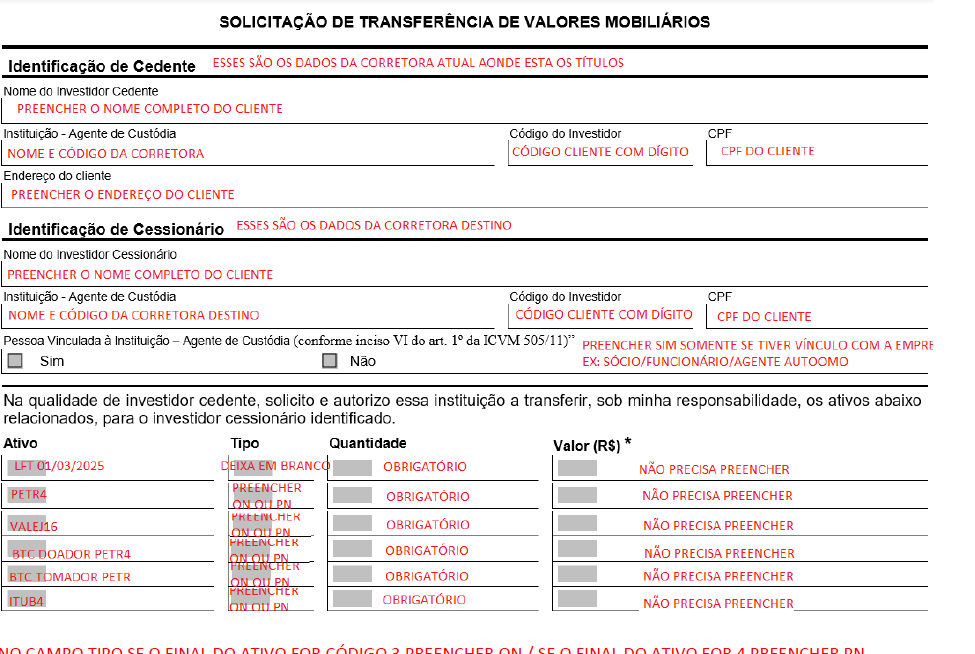 SOLICITAÇÃO DE TRANSFERÊNCIA DE VALORES MOBILIÁRIOS
Identificação de Cedente ESSES SÃO OS DADOS DA CORRETORA ATUAL AONDE ESTA OS TÍTULOS
Nome do Investidor Cedente
PREENCHER O NOME COMPLETO DO CLIENTE
Instituição - Agente de Custódia Código do Investidor CPF
NOME E CÓDIGO DA CORRETORA CÓDIGO CLIENTE COM DÍGITO CPF DO CLIENTE
Endereço do cliente
PREENCHER O ENDEREÇO DO CLIENTE
Identificação de Cessionário ESSES SÃO OS DADOS DA CORRETORA DESTINO
Nome do Investidor Cessionário
PREENCHER O NOME COMPLETO DO CLIENTE
Instituição - Agente de Custódia Código do Investidor CPF
NOME E CÓDIGO DA CORRETORA DESTINO CÓDIGO CLIENTE COM DÍGITO CPF DO CLIENTE
Pessoa Vinculada à Instituição – Agente de Custódia (conforme inciso VI do art. 1º da ICVM 505/11)” PREENCHER SIM SOMENTE SE TIVER VÍNCULO COM A EMPRE
Sim Não EX: SÓCIO/FUNCIONÁRIO/AGENTE AUTOOMO
Na qualidade de investidor cedente, solicito e autorizo essa instituição a transferir, sob minha responsabilidade, os ativos abaixo
relacionados, para o investidor cessionário identificado.
Ativo Tipo Quantidade Valor (R$) *
LFT 01/03/2025 DEIXA EM BRANCO OBRIGATÓRIO NÃO PRECISA PREENCHER
PETR4 PREENCHER ON OU PN OBRIGATÓRIO NÃO PRECISA PREENCHER
VALEJ16 PREENCHER ON OU PN OBRIGATÓRIO NÃO PRECISA PREENCHER
BTC DOADOR PETR4 PREENCHER ON OU PN OBRIGATÓRIO NÃO PRECISA PREENCHER
BTC TOMADOR PETR PREENCHER ON OU PN OBRIGATÓRIO NÃO PRECISA PREENCHER
ITUB4 PREENCHER ON OU PN OBRIGATÓRIO NÃO PRECISA PREENCHER
NO CAMPO TIPO SE O FINAL DO ATIVO FOR CÓDIGO 3 PREENCHER ON / SE O FINAL DO ATIVO FOR 4 PREENCHER PN